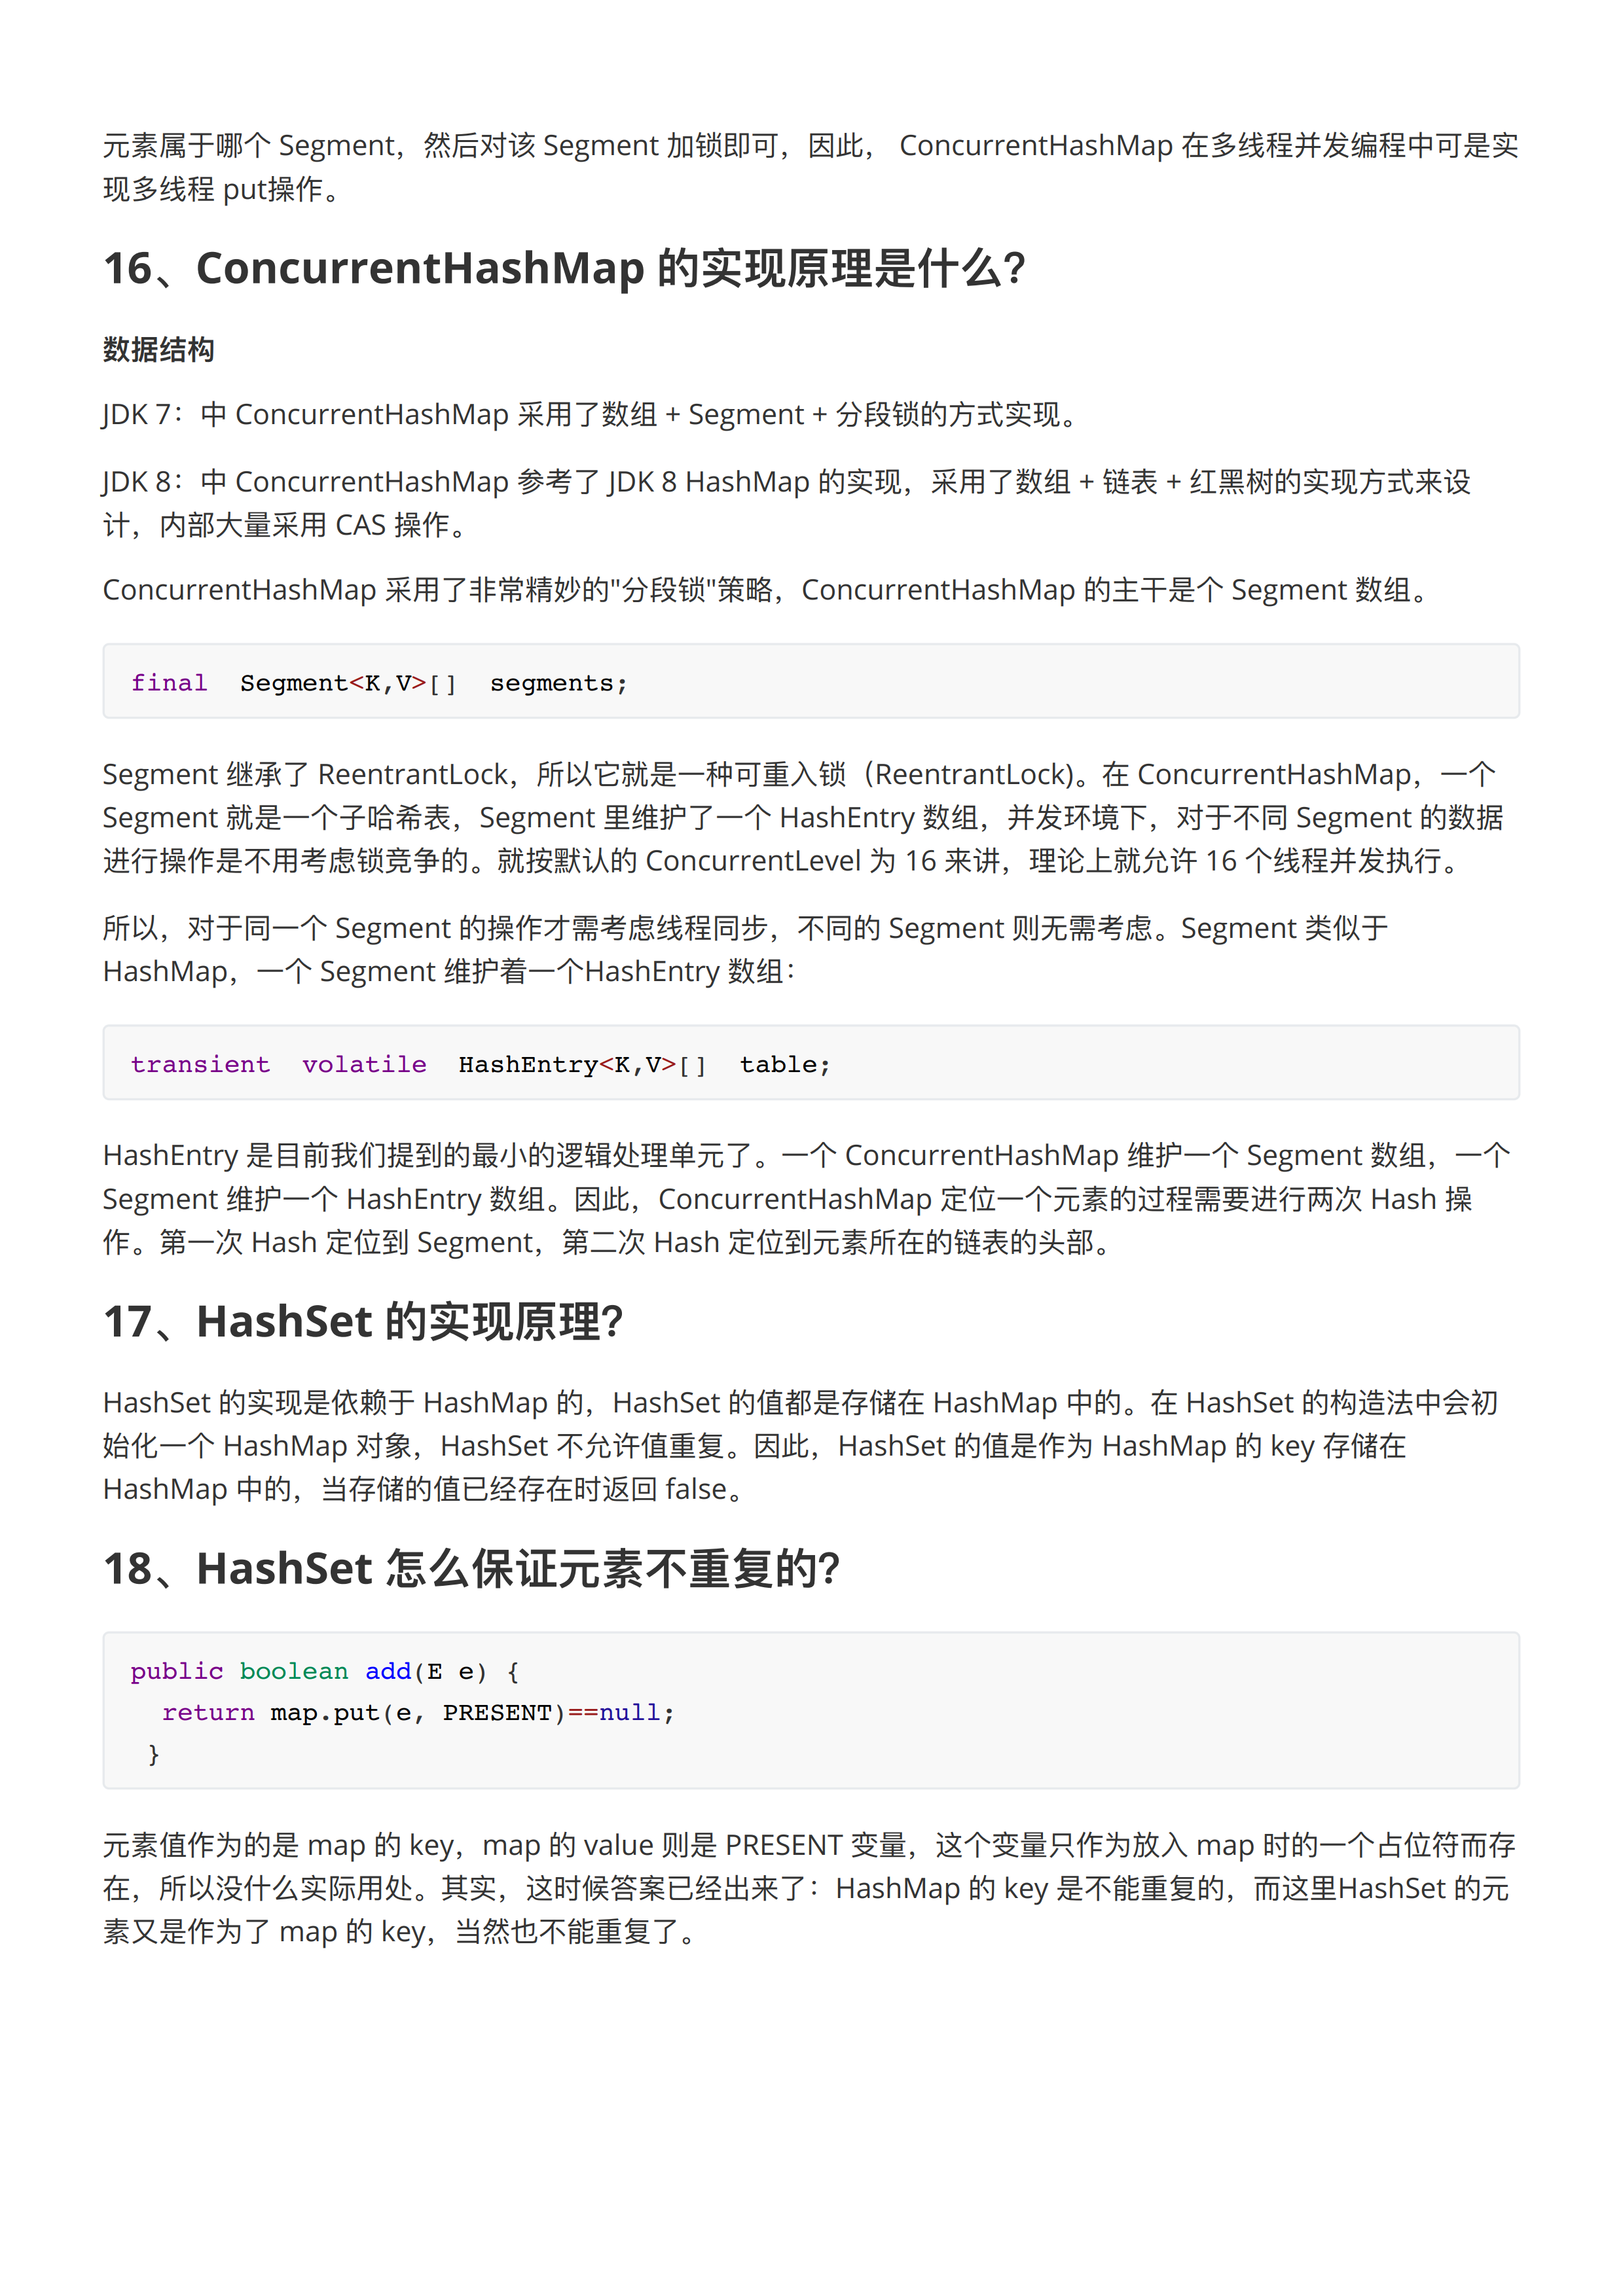 元素属于哪个 Segment，然后对该 Segment 加锁即可，因此， ConcurrentHashMap 在多线程并发编程中可是实
现多线程 put操作。
16、ConcurrentHashMap 的实现原理是什么？
数据结构
JDK 7：中 ConcurrentHashMap 采用了数组 + Segment + 分段锁的方式实现。
JDK 8：中 ConcurrentHashMap 参考了 JDK 8 HashMap 的实现，采用了数组 + 链表 + 红黑树的实现方式来设
计，内部大量采用 CAS 操作。
ConcurrentHashMap 采用了非常精妙的"分段锁"策略，ConcurrentHashMap 的主干是个 Segment 数组。
final  Segment<K,V>[]  segments;
Segment 继承了 ReentrantLock，所以它就是一种可重入锁（ReentrantLock)。在 ConcurrentHashMap，一个
Segment 就是一个子哈希表，Segment 里维护了一个 HashEntry 数组，并发环境下，对于不同 Segment 的数据
进行操作是不用考虑锁竞争的。就按默认的 ConcurrentLevel 为 16 来讲，理论上就允许 16 个线程并发执行。
所以，对于同一个 Segment 的操作才需考虑线程同步，不同的 Segment 则无需考虑。Segment 类似于
HashMap，一个 Segment 维护着一个HashEntry 数组：
transient  volatile  HashEntry<K,V>[]  table;
HashEntry 是目前我们提到的最小的逻辑处理单元了。一个 ConcurrentHashMap 维护一个 Segment 数组，一个
Segment 维护一个 HashEntry 数组。因此，ConcurrentHashMap 定位一个元素的过程需要进行两次 Hash 操
作。第一次 Hash 定位到 Segment，第二次 Hash 定位到元素所在的链表的头部。
17、HashSet 的实现原理？
HashSet 的实现是依赖于 HashMap 的，HashSet 的值都是存储在 HashMap 中的。在 HashSet 的构造法中会初
始化一个 HashMap 对象，HashSet 不允许值重复。因此，HashSet 的值是作为 HashMap 的 key 存储在
HashMap 中的，当存储的值已经存在时返回 false。
18、HashSet 怎么保证元素不重复的？
public boolean add(E e) {
  return map.put(e, PRESENT)==null;
 }
元素值作为的是 map 的 key，map 的 value 则是 PRESENT 变量，这个变量只作为放入 map 时的一个占位符而存
在，所以没什么实际用处。其实，这时候答案已经出来了：HashMap 的 key 是不能重复的，而这里HashSet 的元
素又是作为了 map 的 key，当然也不能重复了。